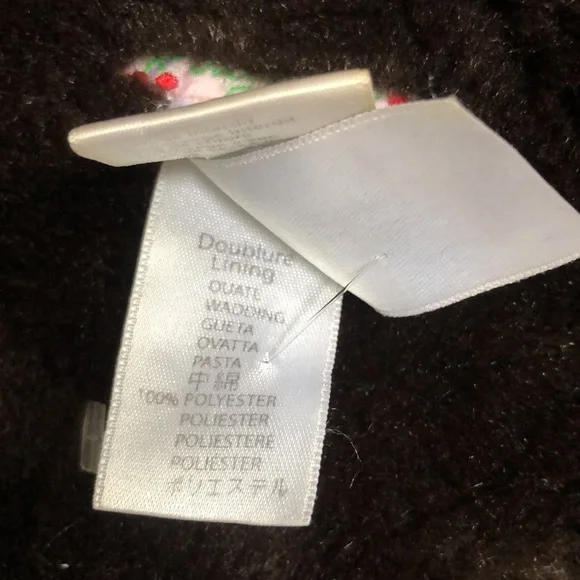 Doublure
Lining
OUATE
WADDING
GUETA
OVATTA
PASTA
中綿
100% POLYESTER
POLIESTER
POLIESTERE
POLIESTER
ポリエステル